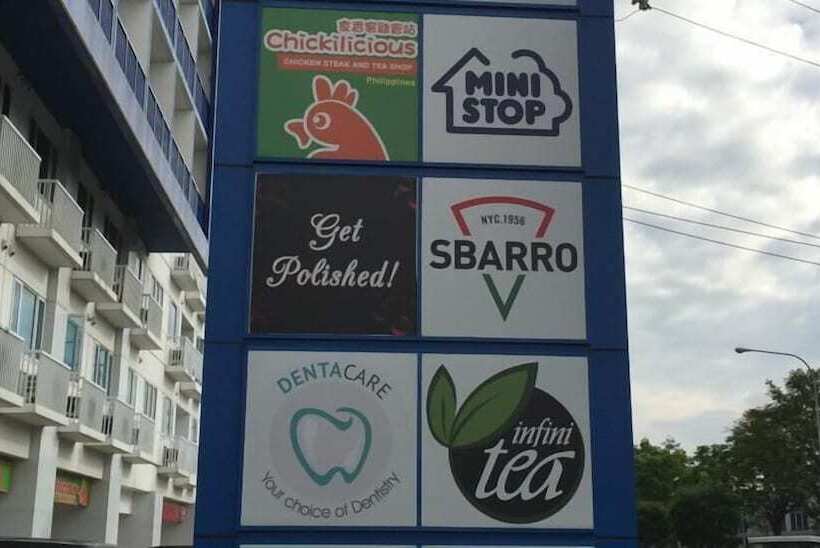 Chickilicious
CHICKEN STEAK AND TEA SHOP
Philippines
MINI
STOP
Get
Polished!
NYC.1956
SBARRO
DENTACARE
Your choice of Dentistry
infini
tea